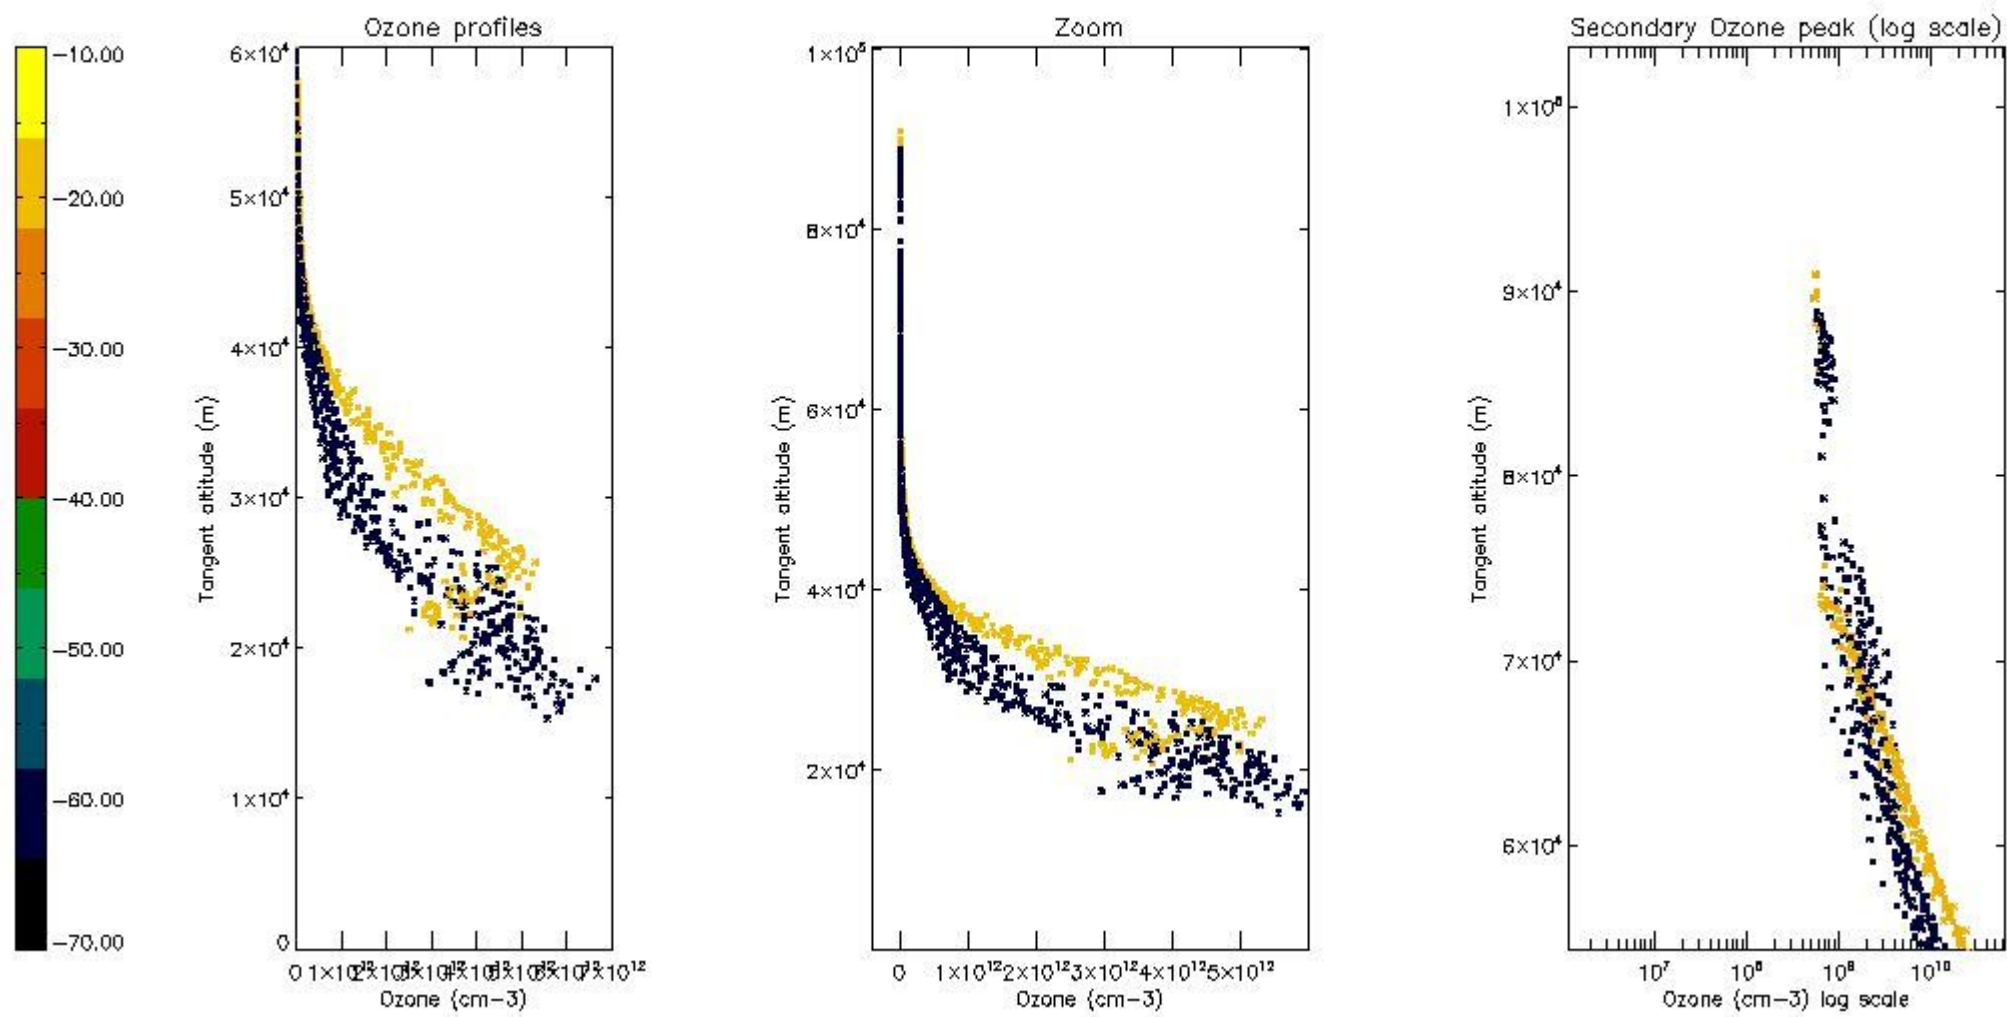 Ozone profiles
Zoom
Secondary Ozone peak (log scale)
-10.00
-20.00
-30.00
-40.00
-50.00
-60.00
-70.00
6×10⁴
5×10⁴
4×10⁴
3×10⁴
2×10⁴
1×10⁴
0
Tangent altitude (m)
0
7×10¹²
Ozone (cm-3)
1×10⁵
8×10⁴
6×10⁴
4×10⁴
2×10⁴
Tangent altitude (m)
0 1×10¹² 2×10¹² 3×10¹² 4×10¹² 5×10¹²
Ozone (cm-3)
9×10⁴
8×10⁴
7×10⁴
6×10⁴
Tangent altitude (m)
10⁷ 10⁸ 10⁹ 10¹⁰
Ozone (cm-3) log scale